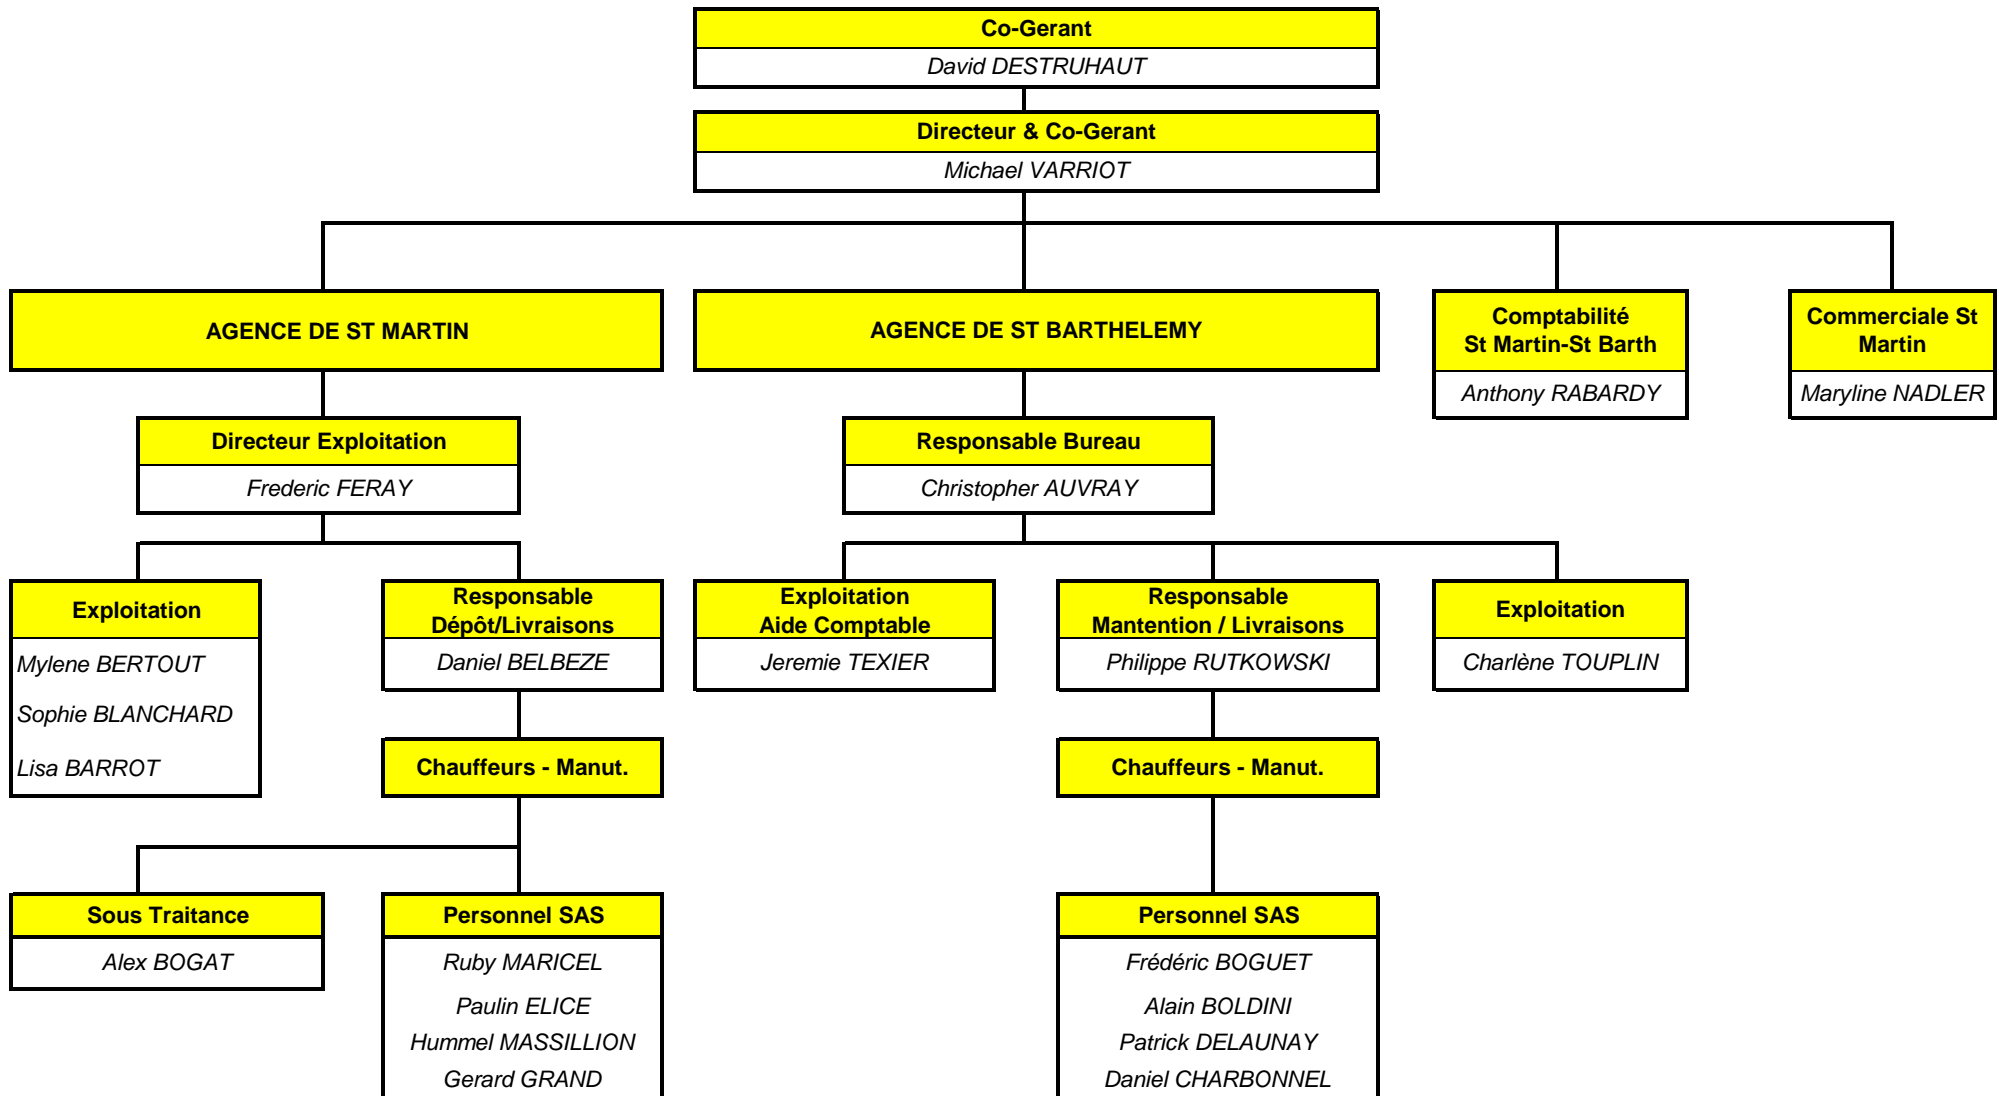 Co-Gerant
David DESTRUHAUT
Directeur & Co-Gerant
Michael VARRIOT
AGENCE DE ST MARTIN
AGENCE DE ST BARTHELEMY
Comptabilité
St Martin-St Barth
Anthony RABARDY
Commerciale St
Martin
Maryline NADLER
Directeur Exploitation
Frederic FERAY
Responsable Bureau
Christopher AUVRAY
Exploitation
Mylene BERTOUT
Sophie BLANCHARD
Lisa BARROT
Responsable
Dépôt/Livraisons
Daniel BELBEZE
Exploitation
Aide Comptable
Jeremie TEXIER
Responsable
Mantention / Livraisons
Philippe RUTKOWSKI
Exploitation
Charlène TOUPLIN
Chauffeurs - Manut.
Chauffeurs - Manut.
Sous Traitance
Alex BOGAT
Personnel SAS
Ruby MARICEL
Paulin ELICE
Hummel MASSILLION
Gerard GRAND
Personnel SAS
Frédéric BOGUET
Alain BOLDINI
Patrick DELAUNAY
Daniel CHARBONNEL